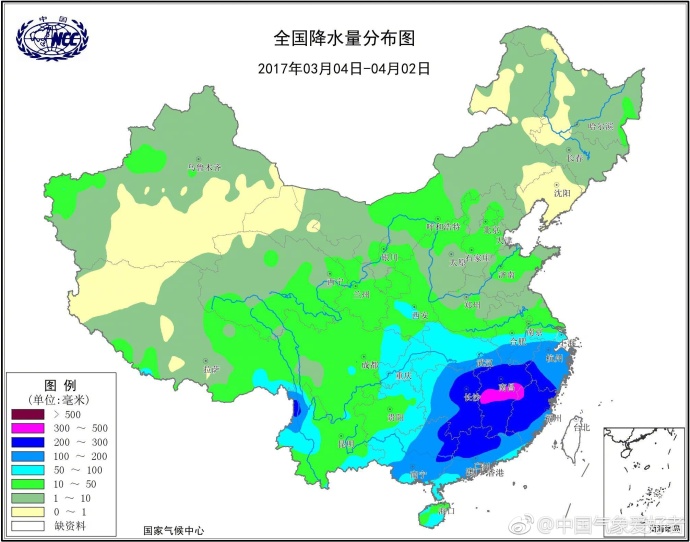 中国
NCC
全国降水量分布图
2017年03月04日-04月02日
哈尔滨
长春
乌鲁木齐
沈阳
呼和浩特
北京
天津
银川
太原
石家庄
西宁
济南
兰州
郑州
西安
南京
合肥
上海
拉萨
成都
武汉
杭州
重庆
南昌
长沙
贵阳
福州
台北
昆明
南宁
香港
海口
图 例
(单位:毫米)
> 500
300 ~ 500
200 ~ 300
100 ~ 200
50 ~ 100
10 ~ 50
1 ~ 10
0 ~ 1
缺资料
国家气候中心
@中国气象爱好者